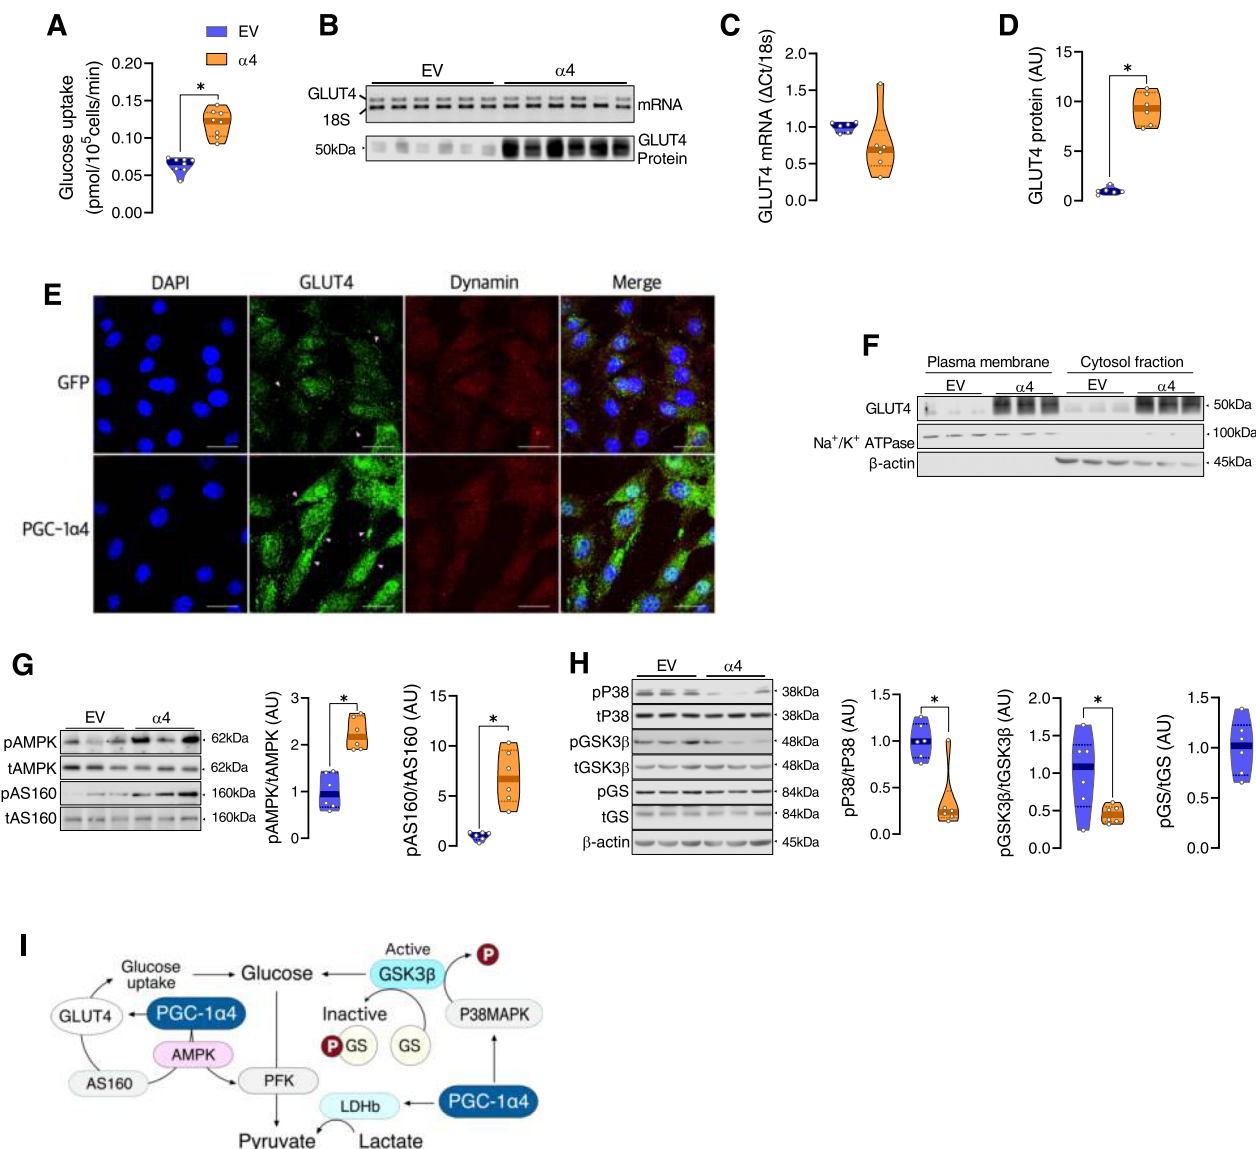 A
EV
α4
Glucose uptake
(pmol/10⁵cells/min)
0.20
0.15
0.10
0.05
0.00
*
B
EV
α4
GLUT4
18S
mRNA
50kDa
GLUT4
Protein
C
GLUT4 mRNA (ΔCt/18s)
2.0
1.5
1.0
0.5
0.0
D
GLUT4 protein (AU)
15
10
5
0
*
E
DAPI
GLUT4
Dynamin
Merge
GFP
PGC-1α4
F
Plasma membrane
Cytosol fraction
EV
α4
EV
α4
GLUT4
50kDa
Na⁺/K⁺ ATPase
100kDa
β-actin
45kDa
G
EV
α4
pAMPK
62kDa
tAMPK
62kDa
pAS160
160kDa
tAS160
160kDa
pAMPK/tAMPK (AU)
3
2
1
0
*
pAS160/tAS160 (AU)
15
10
5
0
*
H
EV
α4
pP38
38kDa
tP38
38kDa
pGSK3β
48kDa
tGSK3β
48kDa
pGS
84kDa
tGS
84kDa
β-actin
45kDa
pP38/tP38 (AU)
1.5
1.0
0.5
0.0
*
pGSK3β/tGSK3β (AU)
2.0
1.5
1.0
0.5
0.0
*
pGS/tGS (AU)
1.5
1.0
0.5
0.0
I
Glucose
uptake
Glucose
Active
GSK3β
P
GLUT4
PGC-1α4
Inactive
P38MAPK
AMPK
P
GS
GS
AS160
PFK
LDHb
PGC-1α4
Pyruvate
Lactate